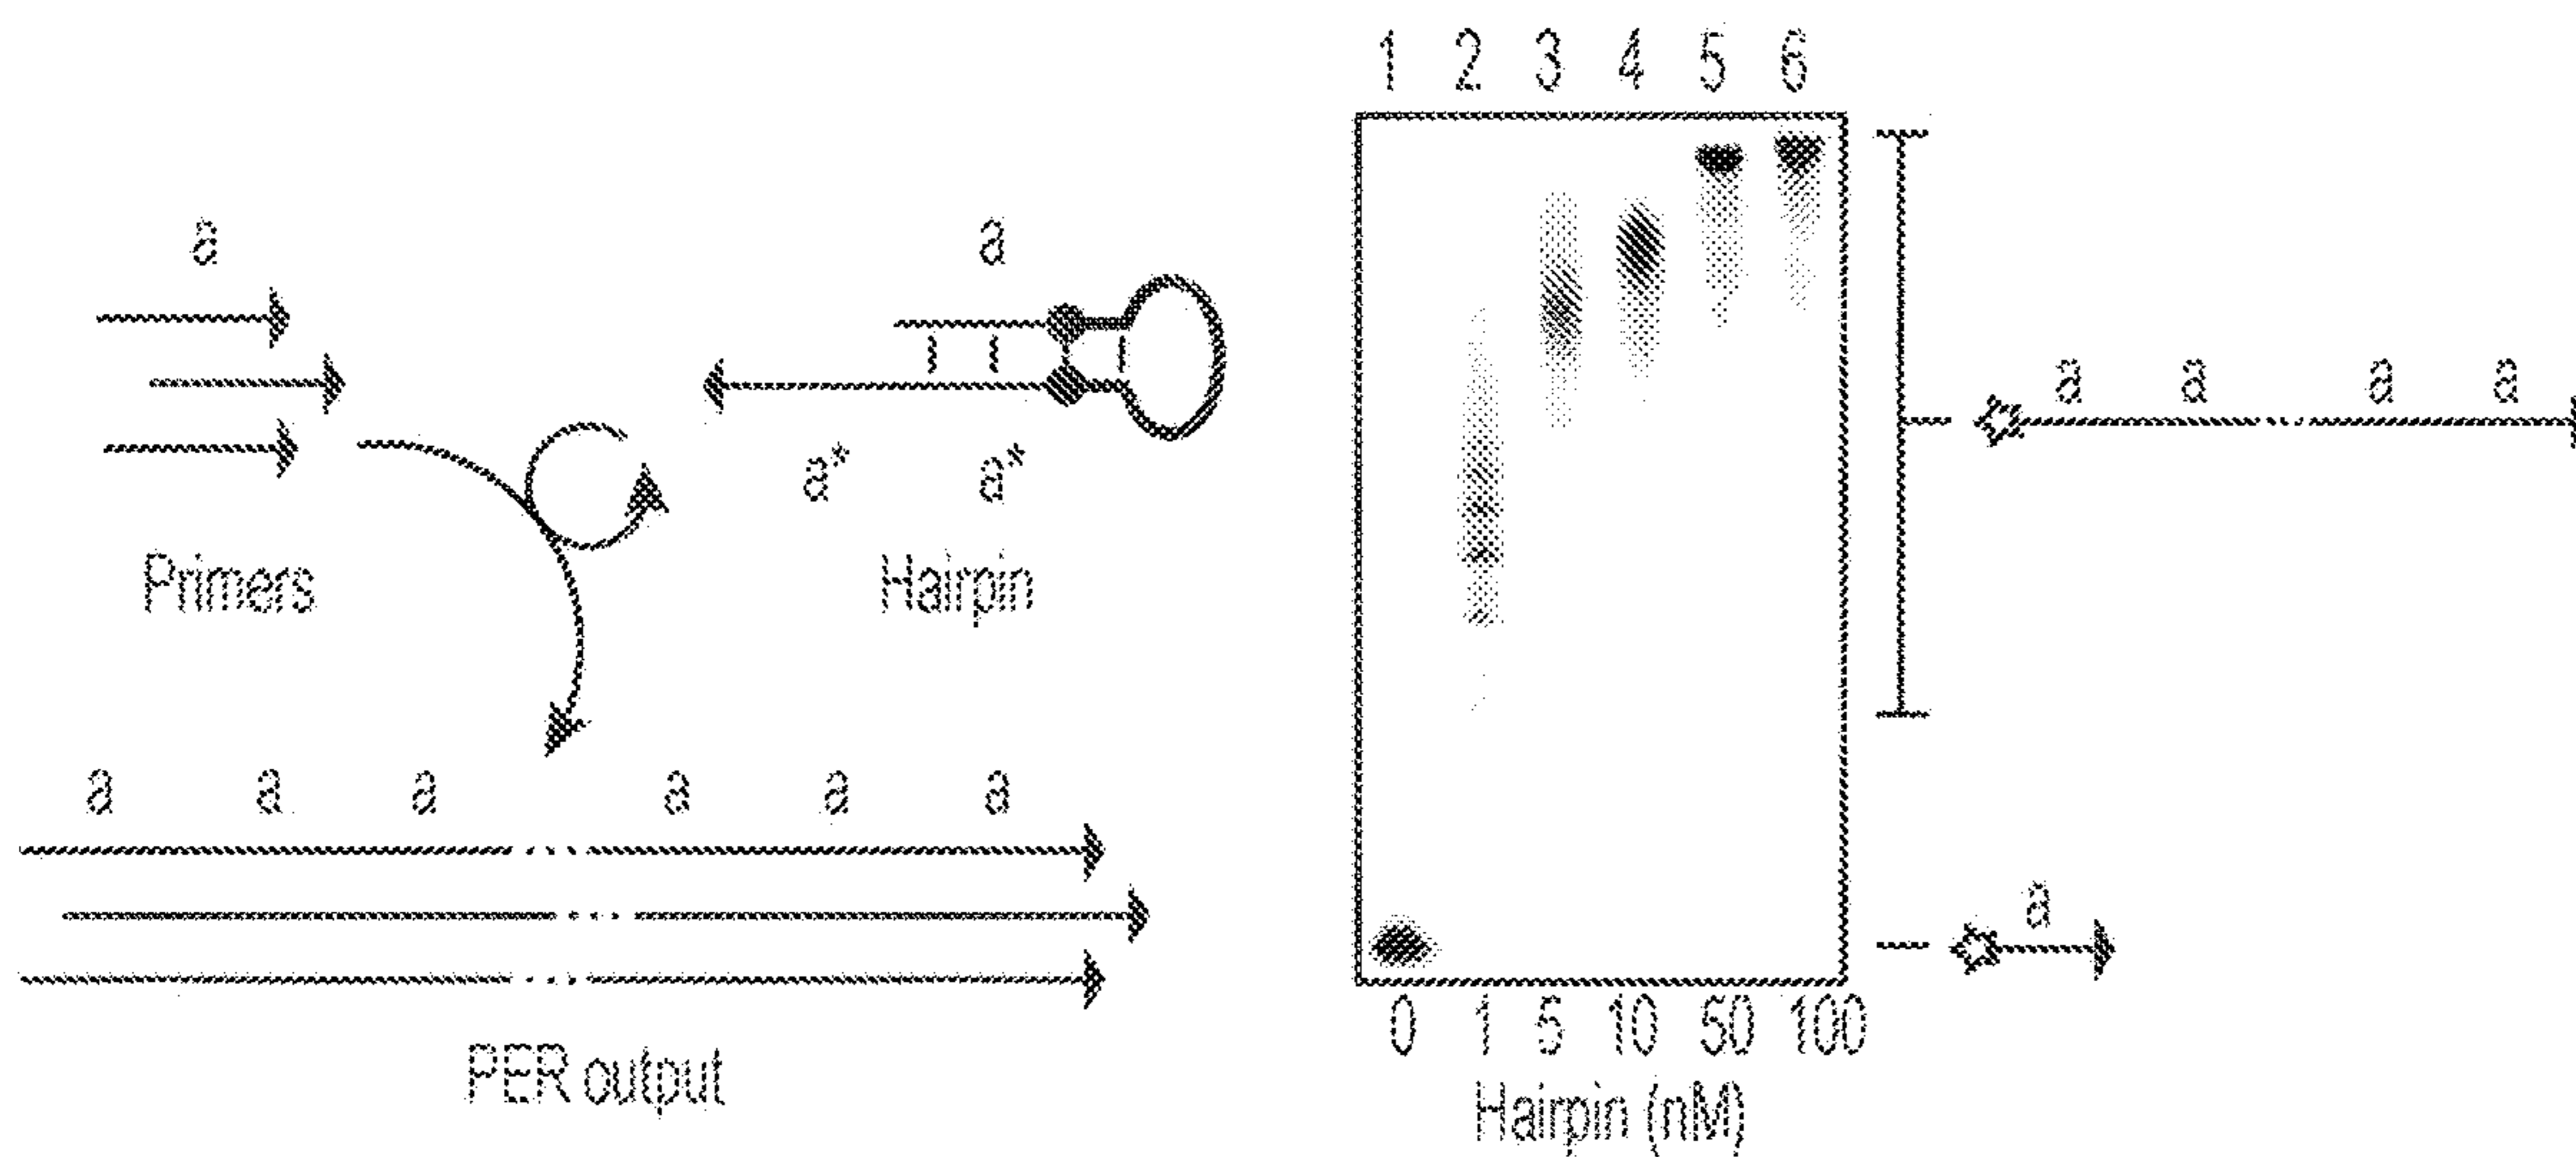 a
a
a* a*
Primers
Hairpin
a a a a a a
PER output
1 2 3 4 5 6
a a a a
a
0 1 5 10 50 100
Hairpin (nM)